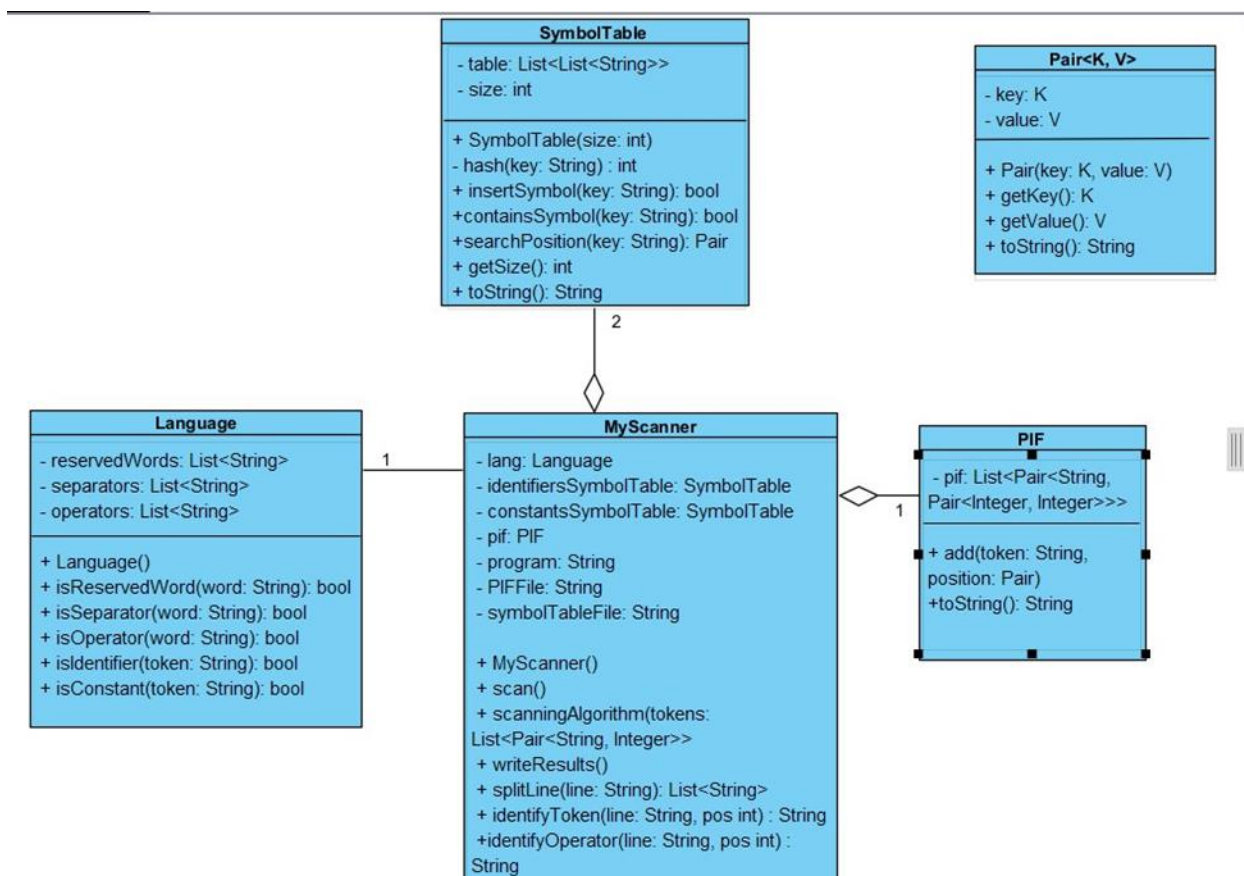 SymbolTable
- table: List<List<String>>
- size: int
+ SymbolTable(size: int)
- hash(key: String) : int
+ insertSymbol(key: String): bool
+containsSymbol(key: String): bool
+searchPosition(key: String): Pair
+ getSize(): int
+ toString(): String
Pair<K, V>
- key: K
- value: V
+ Pair(key: K, value: V)
+ getKey(): K
+ getValue(): V
+ toString(): String
2
Language
- reservedWords: List<String>
- separators: List<String>
- operators: List<String>
+ Language()
+ isReservedWord(word: String): bool
+ isSeparator(word: String): bool
+ isOperator(word: String): bool
+ isIdentifier(token: String): bool
+ isConstant(token: String): bool
1
MyScanner
- lang: Language
- identifiersSymbolTable: SymbolTable
- constantsSymbolTable: SymbolTable
- pif: PIF
- program: String
- PIFFile: String
- symbolTableFile: String
+ MyScanner()
+ scan()
+ scanningAlgorithm(tokens:
List<Pair<String, Integer>>
+ writeResults()
+ splitLine(line: String): List<String>
+ identifyToken(line: String, pos int) : String
+identifyOperator(line: String, pos int) :
String
1
PIF
- pif: List<Pair<String,
Pair<Integer, Integer>>>
+ add(token: String,
position: Pair)
+toString(): String